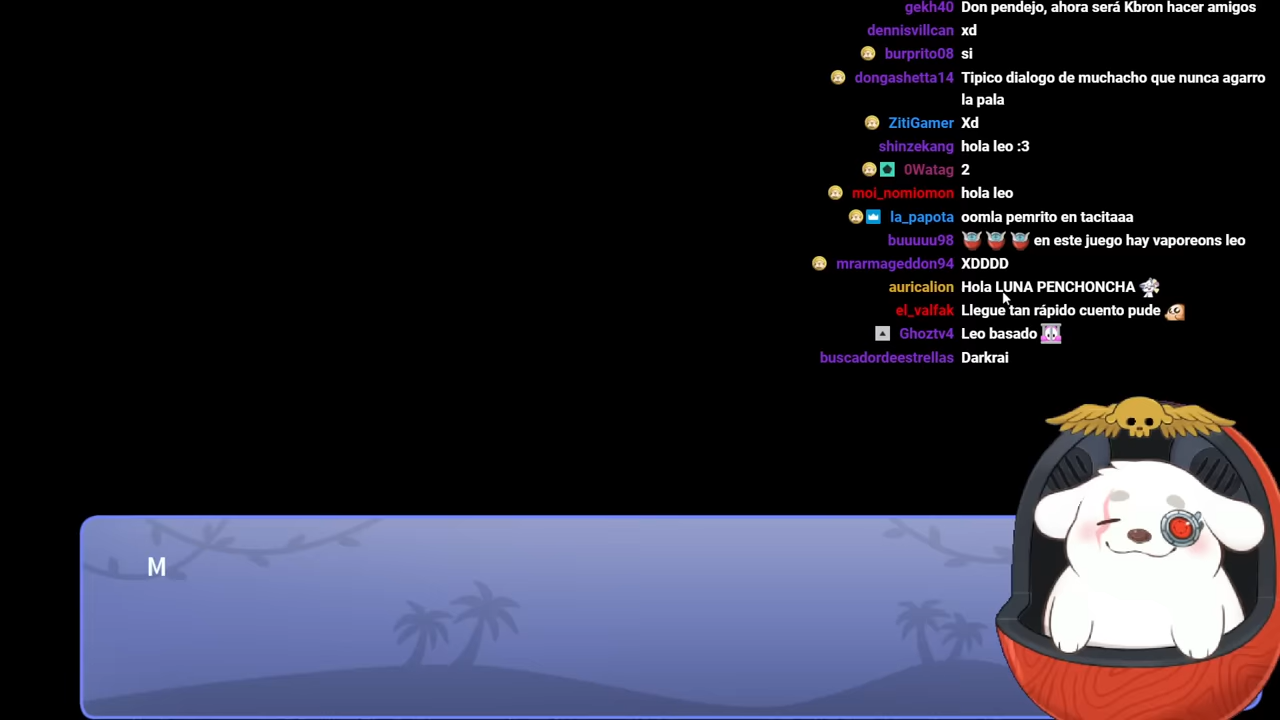 gekh40 Don pendejo, ahora será Kbron hacer amigos
dennisvillcan xd
burprito08 si
dongashetta14 Tipico dialogo de muchacho que nunca agarro
la pala
ZitiGamer Xd
shinzekang hola leo :3
0Watag 2
moi_nomiomon hola leo
la_papota oomla pemrito en tacitaaa
buuuuu98 en este juego hay vaporeons leo
mrarmageddon94 XDDDD
auricalion Hola LUNA PENCHONCHA
el_valfak Llegue tan rápido cuento pude
Ghoztv4 Leo basado
buscadordeestrellas Darkrai
M